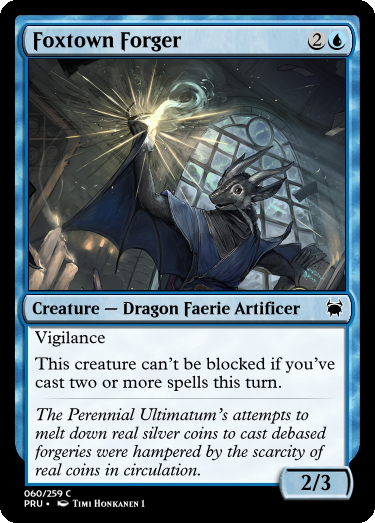 Foxtown Forger 2
Creature — Dragon Faerie Artificer
Vigilance
This creature can't be blocked if you've
cast two or more spells this turn.
The Perennial Ultimatum's attempts to
melt down real silver coins to cast debased
forgeries were hampered by the scarcity of
real coins in circulation.
2/3
060/259 C
PRU • Timi Honkanen 1